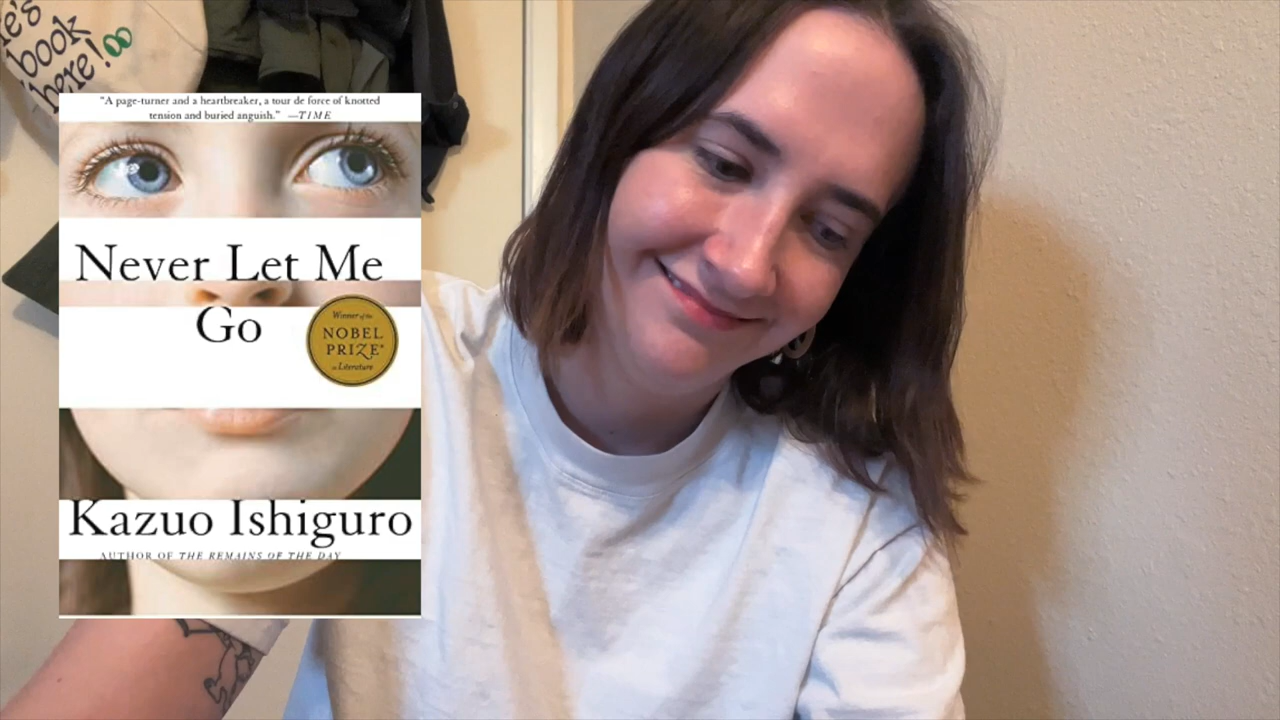 book
here!
"A page-turner and a heartbreaker, a tour de force of knotted
tension and buried anguish." —TIME
Never Let Me
Go
Winner of the
NOBEL
PRIZE
in Literature
Kazuo Ishiguro
AUTHOR OF THE REMAINS OF THE DAY